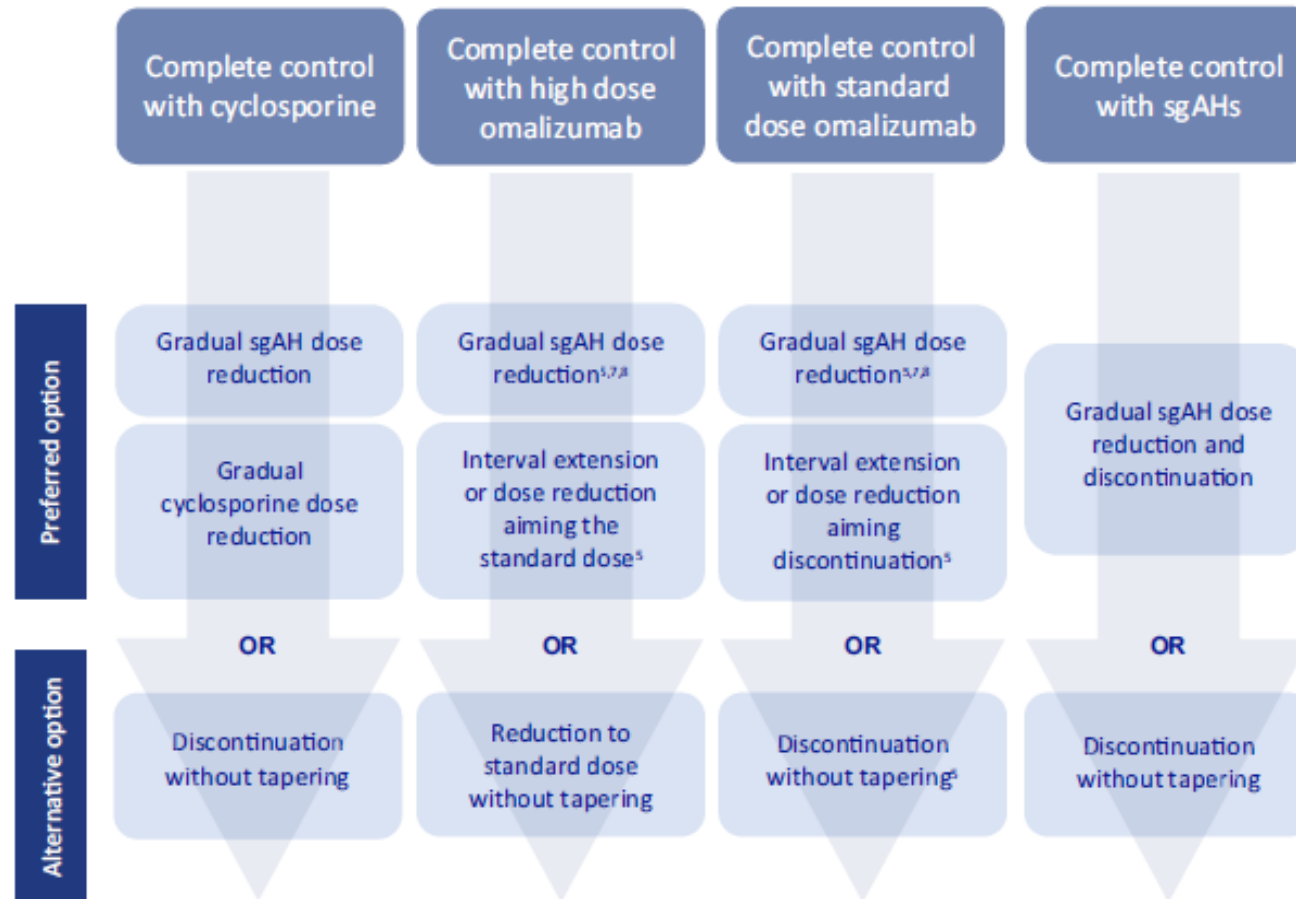 Complete control
with cyclosporine
Complete control
with high dose
omalizumab
Complete control
with standard
dose omalizumab
Complete control
with sgAHs
Preferred option
Gradual sgAH dose
reduction
Gradual sgAH dose
reduction⁵,⁷,⁸
Gradual sgAH dose
reduction⁵,⁷,⁸
Gradual sgAH dose
reduction and
discontinuation
Gradual
cyclosporine dose
reduction
Interval extension
or dose reduction
aiming the
standard dose⁵
Interval extension
or dose reduction
aiming
discontinuation⁵
OR
OR
OR
OR
Alternative option
Discontinuation
without tapering
Reduction to
standard dose
without tapering
Discontinuation
without tapering⁵
Discontinuation
without tapering